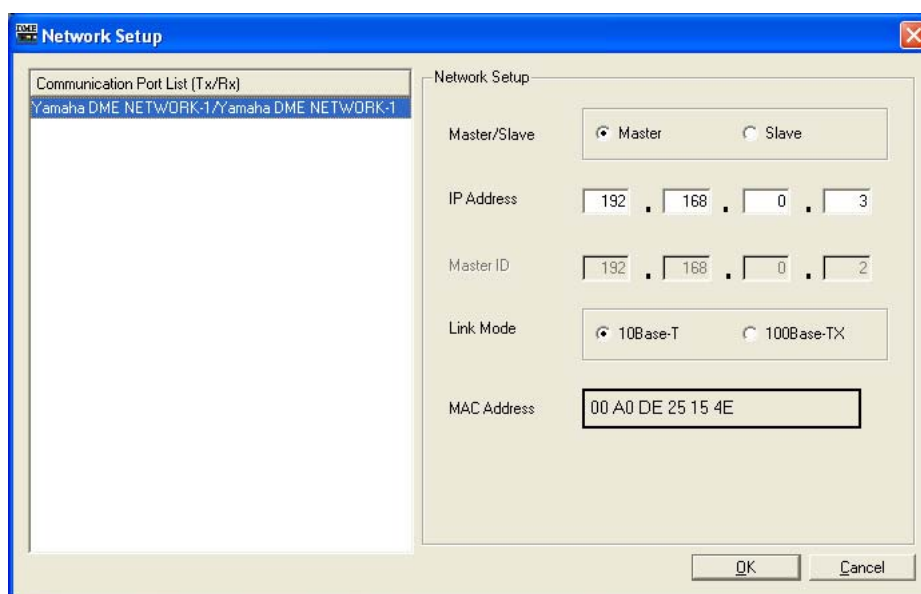 DME Network Setup
Communication Port List (Tx/Rx)
Yamaha DME NETWORK-1/Yamaha DME NETWORK-1
Network Setup
Master/Slave Master Slave
IP Address 192 . 168 . 0 . 3
Master ID 192 . 168 . 0 . 2
Link Mode 10Base-T 100Base-TX
MAC Address 00 A0 DE 25 15 4E
OK Cancel